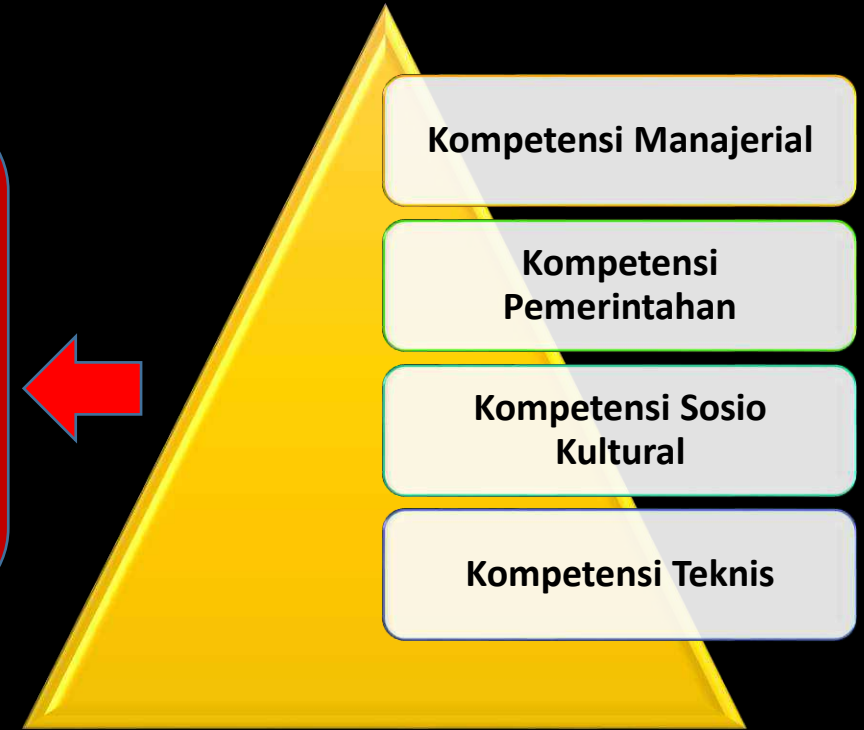 Kompetensi Manajerial
Kompetensi
Pemerintahan
Kompetensi Sosio
Kultural
Kompetensi Teknis